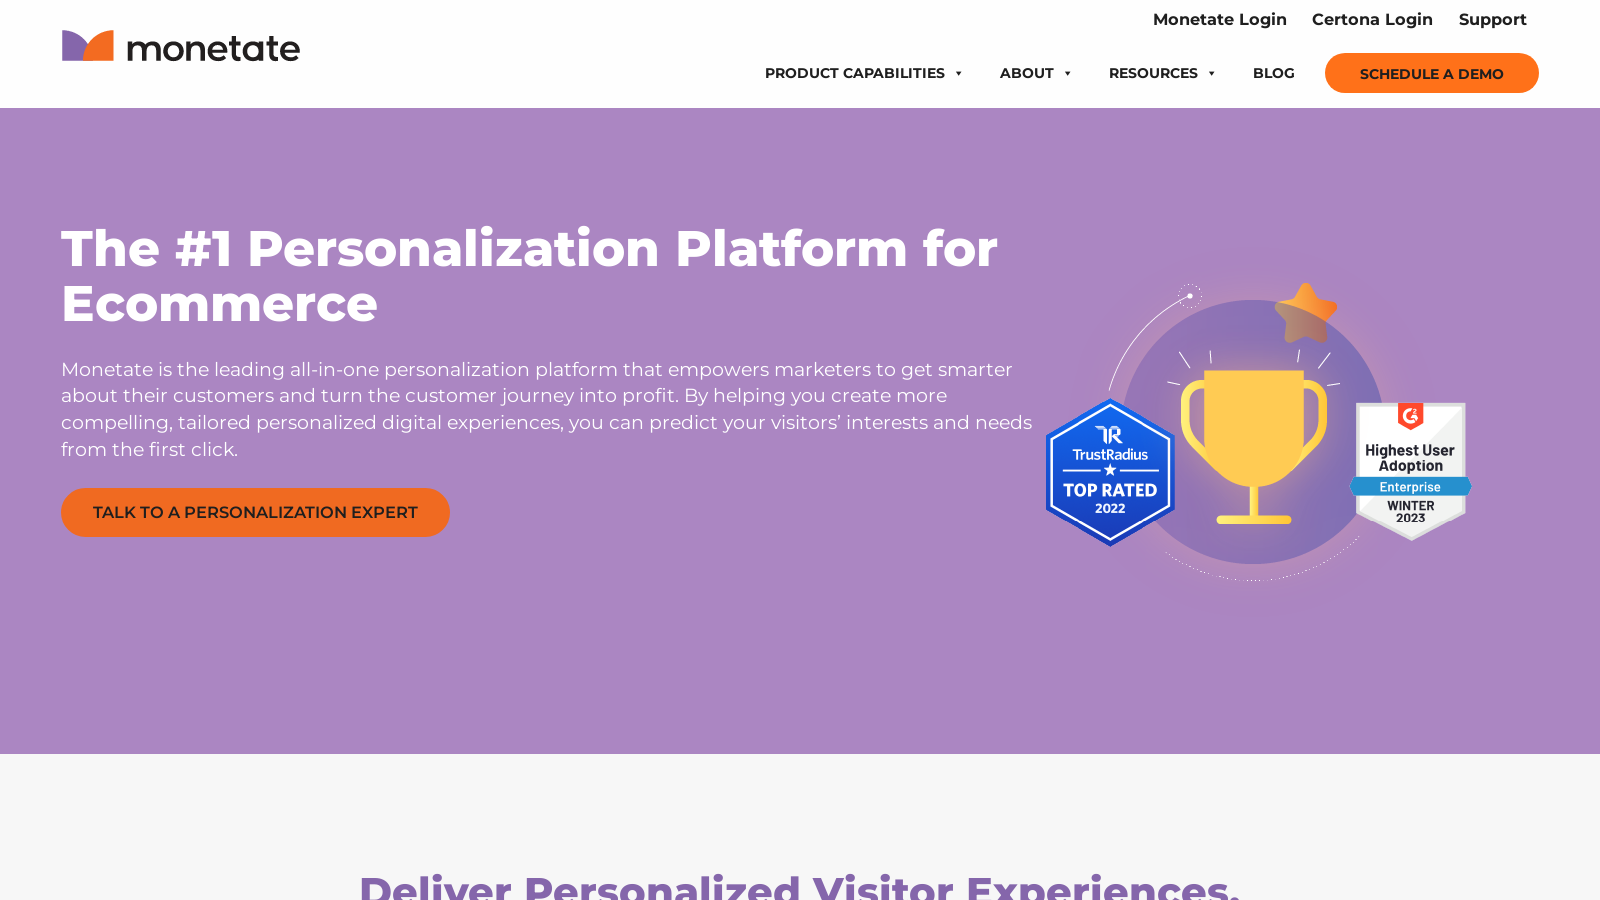 Monetate Login Certona Login Support
monetate
PRODUCT CAPABILITIES ABOUT RESOURCES BLOG SCHEDULE A DEMO
The #1 Personalization Platform for
Ecommerce
Monetate is the leading all-in-one personalization platform that empowers marketers to get smarter
about their customers and turn the customer journey into profit. By helping you create more
compelling, tailored personalized digital experiences, you can predict your visitors’ interests and needs
from the first click.
TALK TO A PERSONALIZATION EXPERT
TR
TrustRadius
TOP RATED
2022
G2
Highest User
Adoption
Enterprise
WINTER
2023
Deliver Personalized Visitor Experiences.